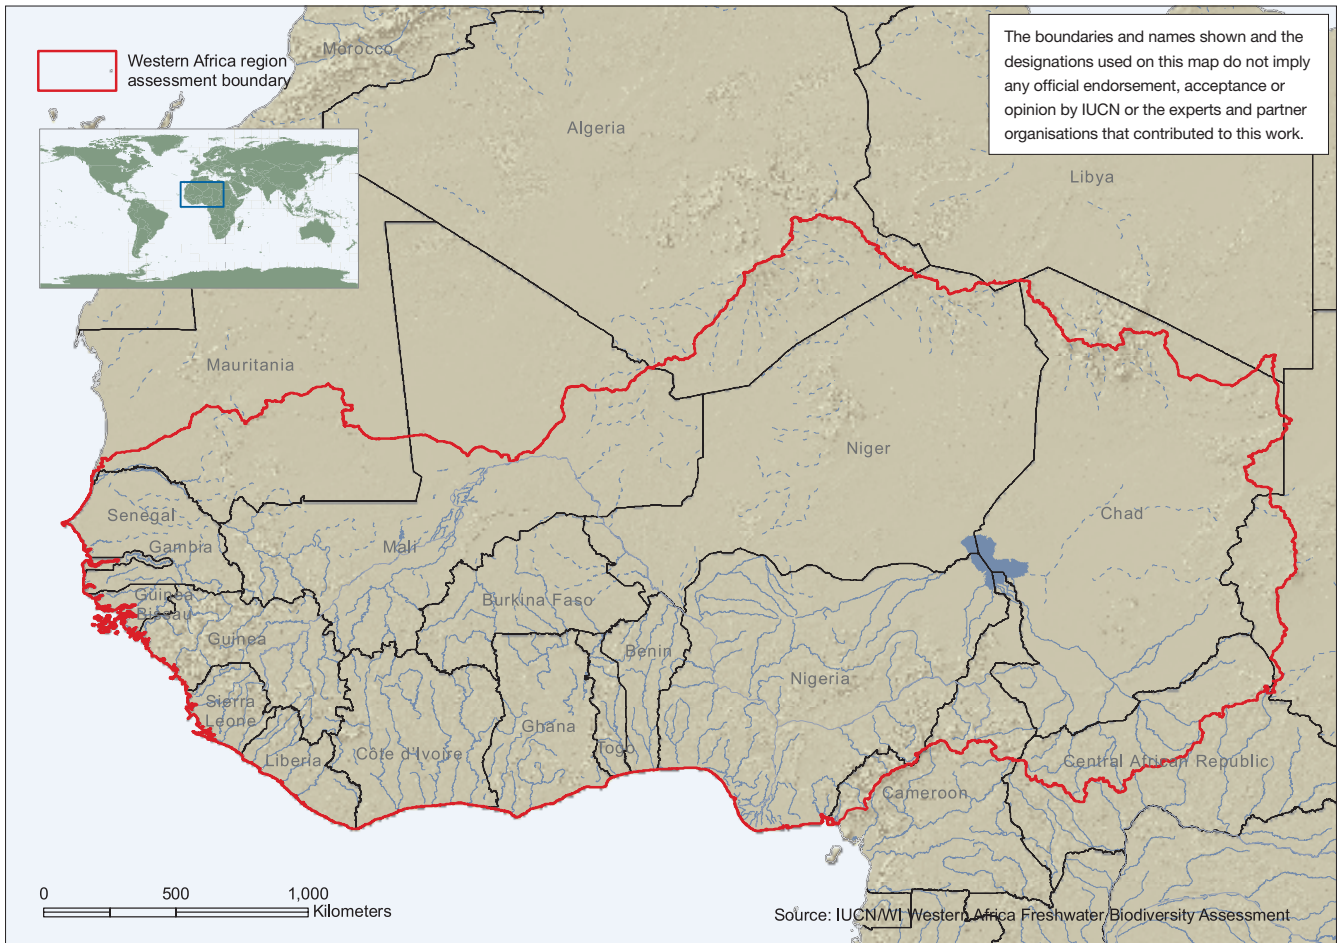 Western Africa region
assessment boundary
The boundaries and names shown and the
designations used on this map do not imply
any official endorsement, acceptance or
opinion by IUCN or the experts and partner
organisations that contributed to this work.
Morocco
Algeria
Libya
Mauritania
Niger
Chad
Senegal
Gambia
Mali
Guinea
Bissau
Burkina Faso
Guinea
Benin
Nigeria
Sierra
Leone
Ghana
Togo
Côte d'Ivoire
Liberia
Central African Republic
Cameroon
0 500 1,000
Kilometers
Source: IUCN/WI Western Africa Freshwater Biodiversity Assessment